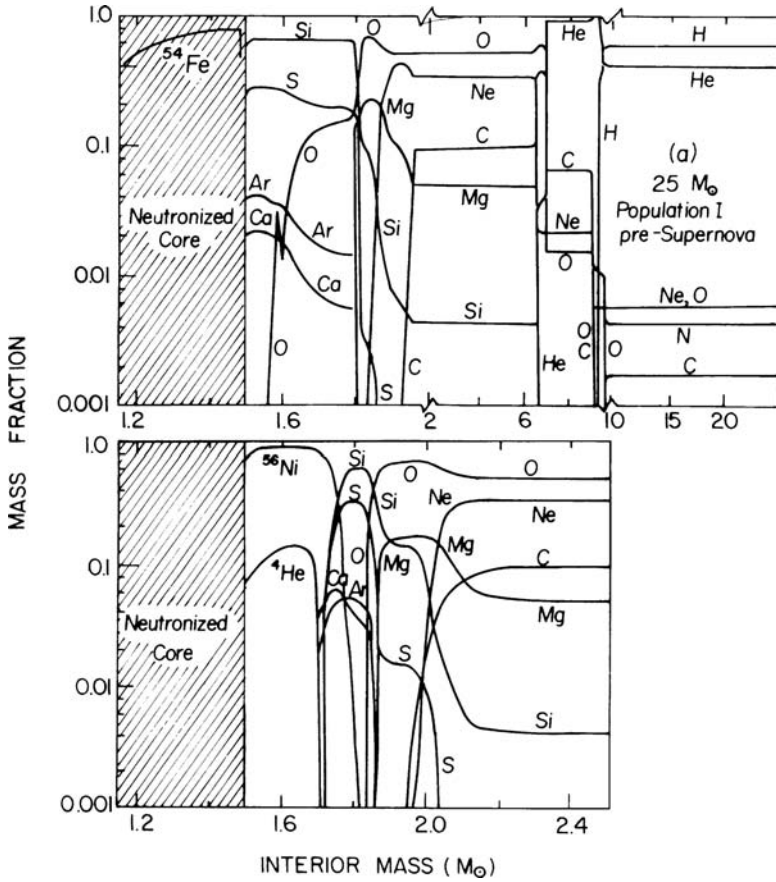 MASS FRACTION
1.0
0.1
0.01
0.001
54Fe
Si
S
Ar
Ca
O
Ar
Ca
O
O
Mg
Si
S
C
O
Ne
C
Mg
Si
He
He
C
Ne
O
O
C
H
O
H
He
(a)
25 M⊙
Population I
pre-Supernova
Ne, O
N
C
Neutronized
Core
1.2
1.6
2
6
10
15
20
1.0
0.1
0.01
0.001
56Ni
4He
Si
S
O
Ca
Ar
Si
Mg
S
O
Ne
Mg
C
O
Ne
C
Mg
Si
S
Neutronized
Core
1.2
1.6
1.8
2.0
2.4
INTERIOR MASS (M⊙)